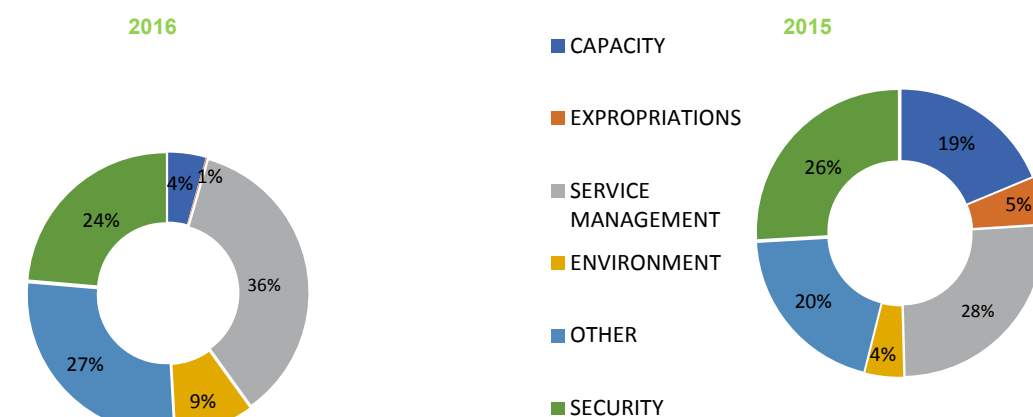 2016
4%
1%
36%
9%
27%
24%
CAPACITY
EXPROPRIATIONS
SERVICE
MANAGEMENT
ENVIRONMENT
OTHER
SECURITY
2015
19%
5%
28%
4%
20%
26%